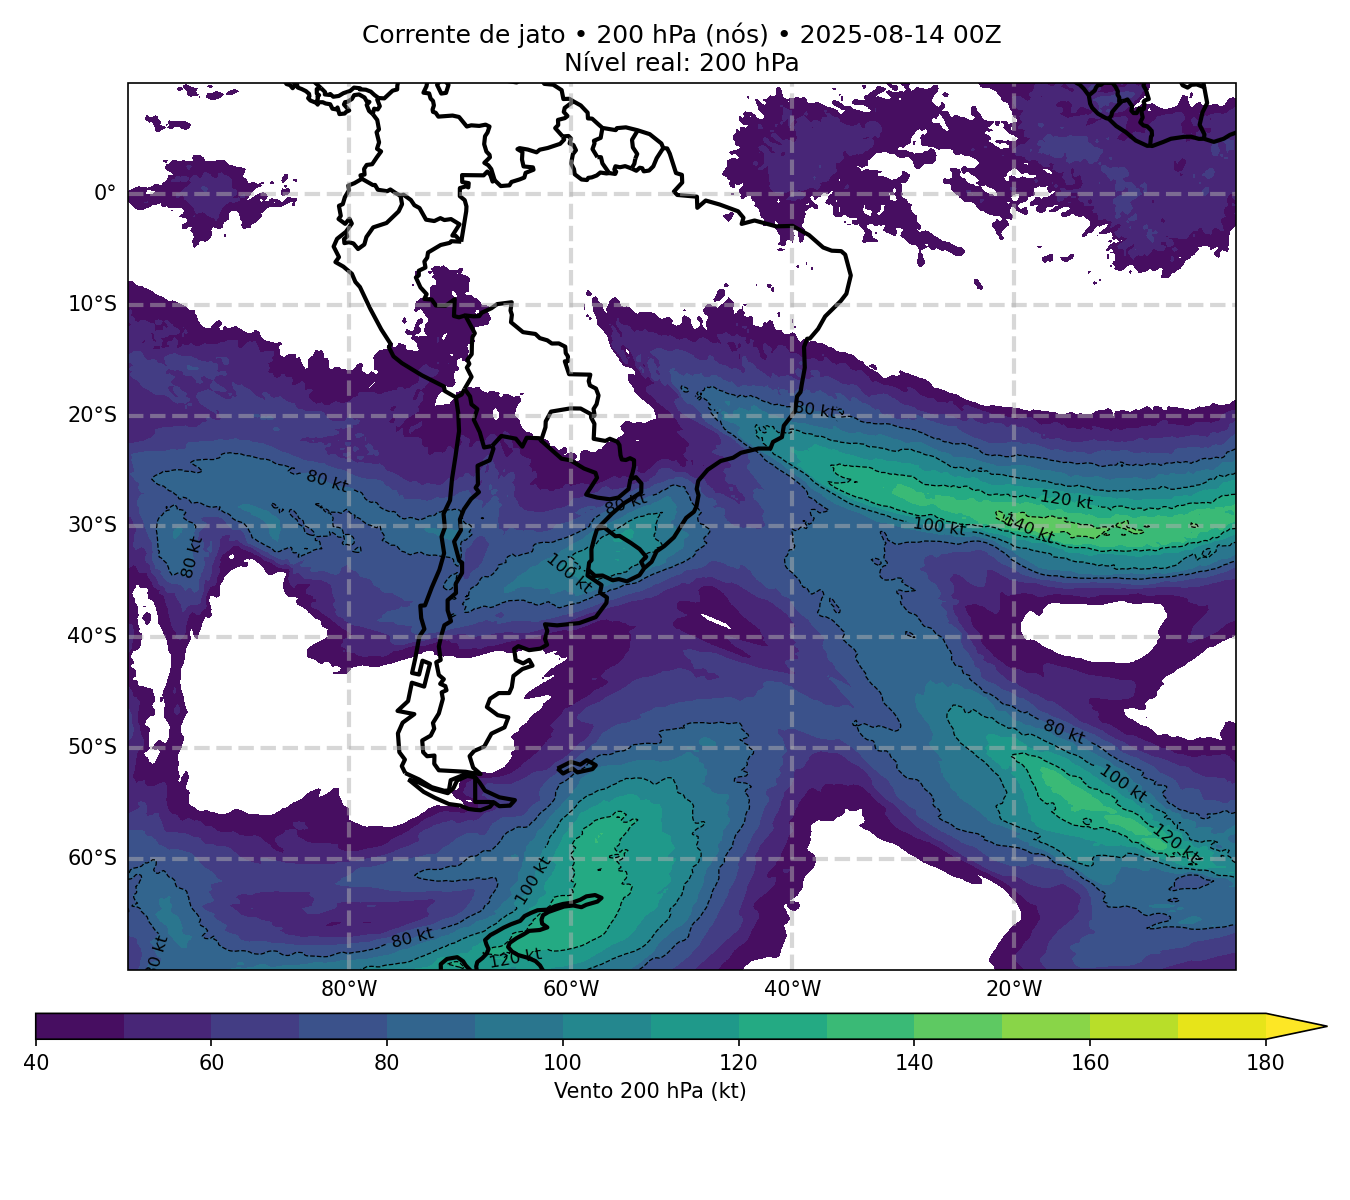 Corrente de jato • 200 hPa (nós) • 2025-08-14 00Z
Nível real: 200 hPa
0°
10°S
80 kt
20°S
80 kt
120 kt
80 kt
100 kt
140 kt
30°S
80 kt
100 kt
40°S
80 kt
50°S
100 kt
120 kt
60°S
100 kt
80 kt
120 kt
80°W
60°W
40°W
20°W
40
60
80
100
120
140
160
180
Vento 200 hPa (kt)